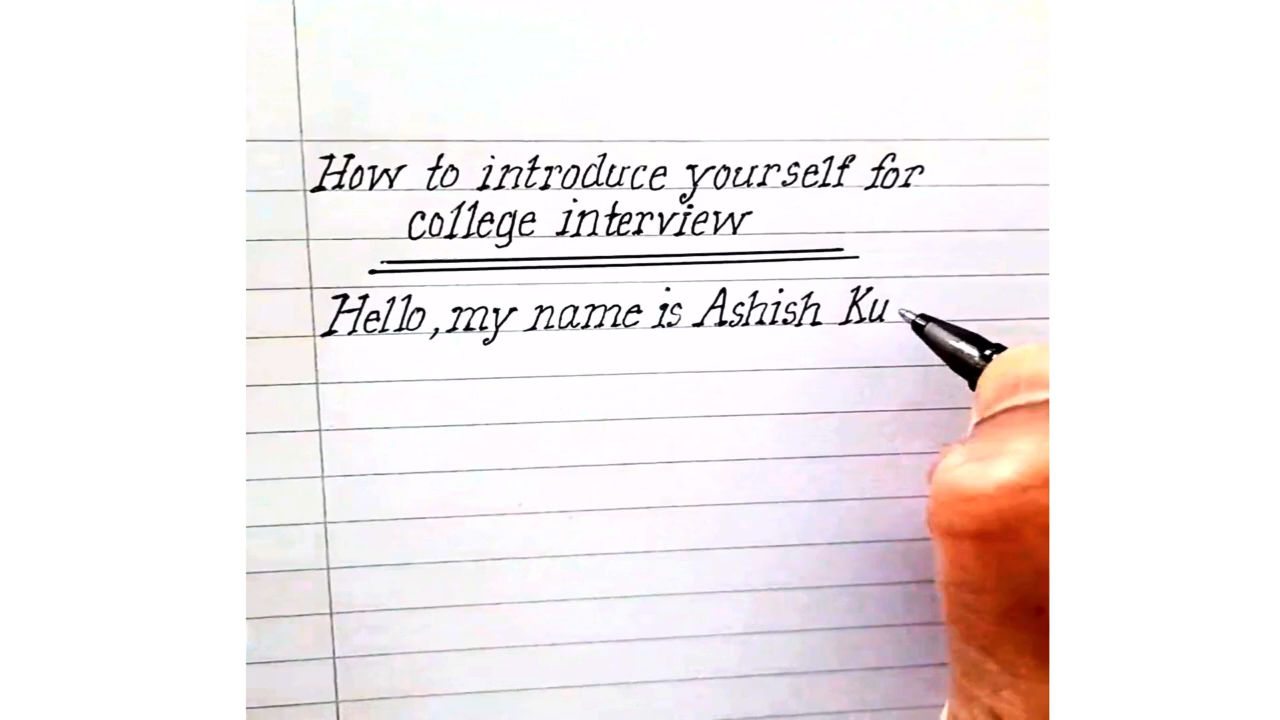 How to introduce yourself for
college interview
Hello, my name is Ashish Ku